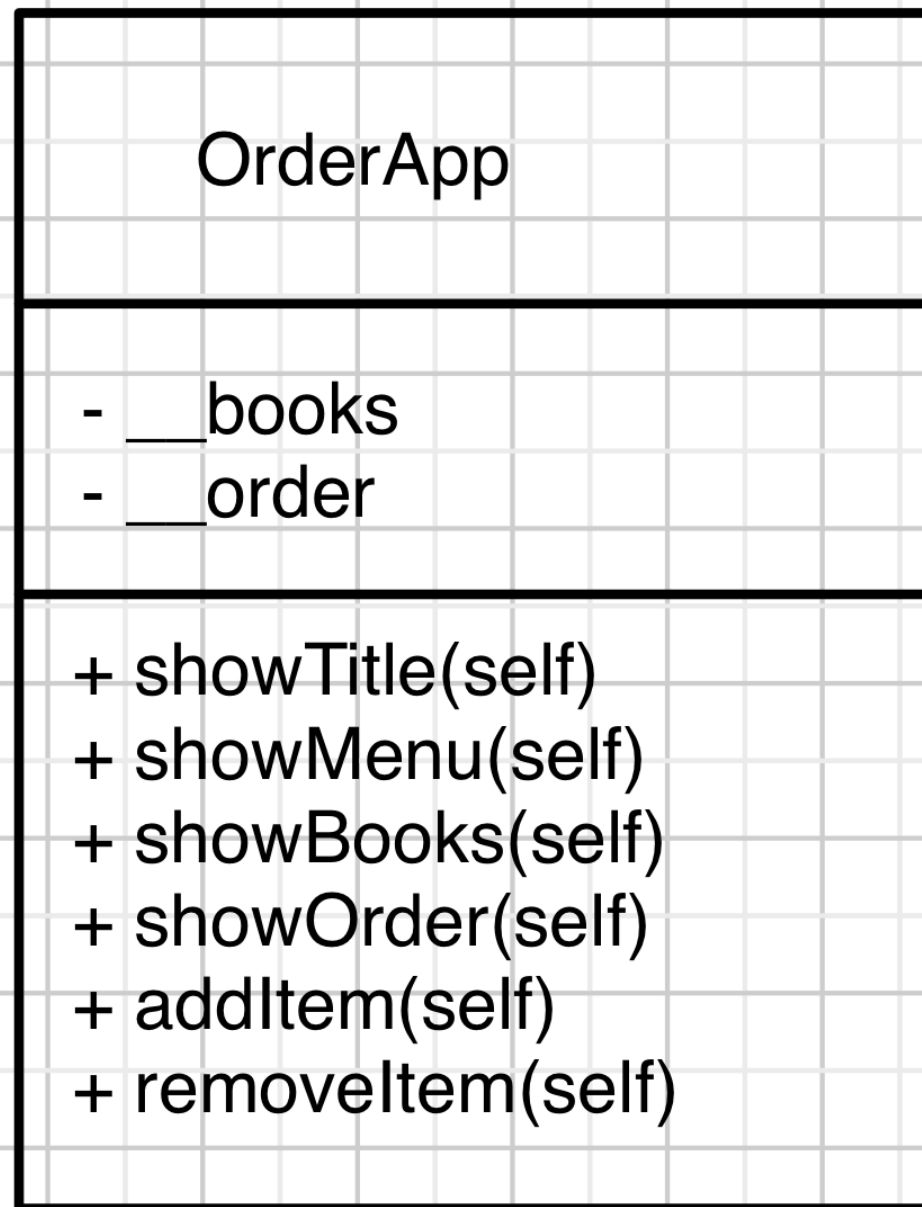 OrderApp
- __books
- __order
+ showTitle(self)
+ showMenu(self)
+ showBooks(self)
+ showOrder(self)
+ addItem(self)
+ removeItem(self)